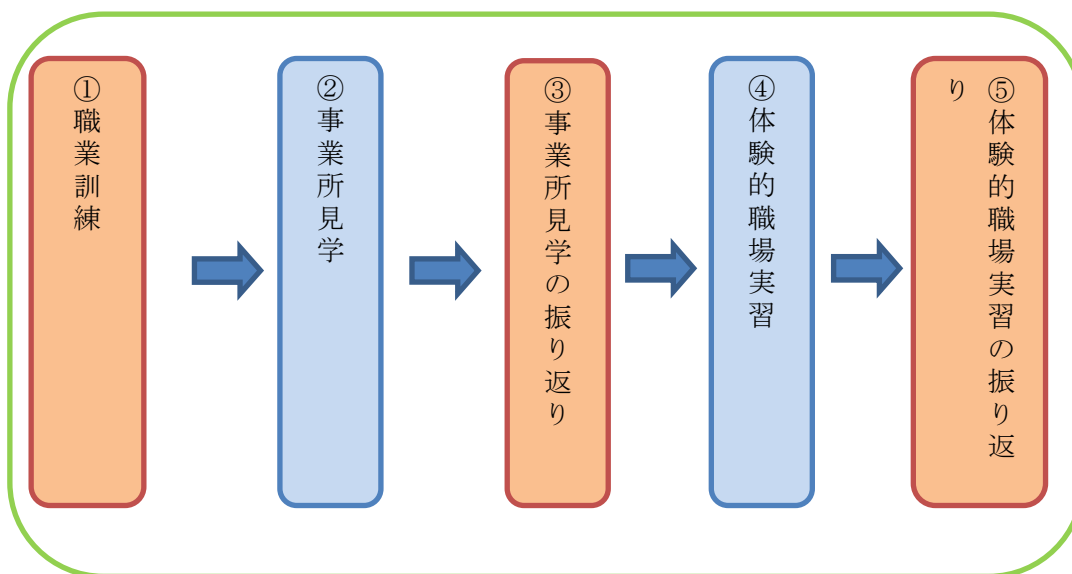 ①職業訓練
②事業所見学
③事業所見学の振り返り
④体験的職場実習
⑤体験的職場実習の振り返
り